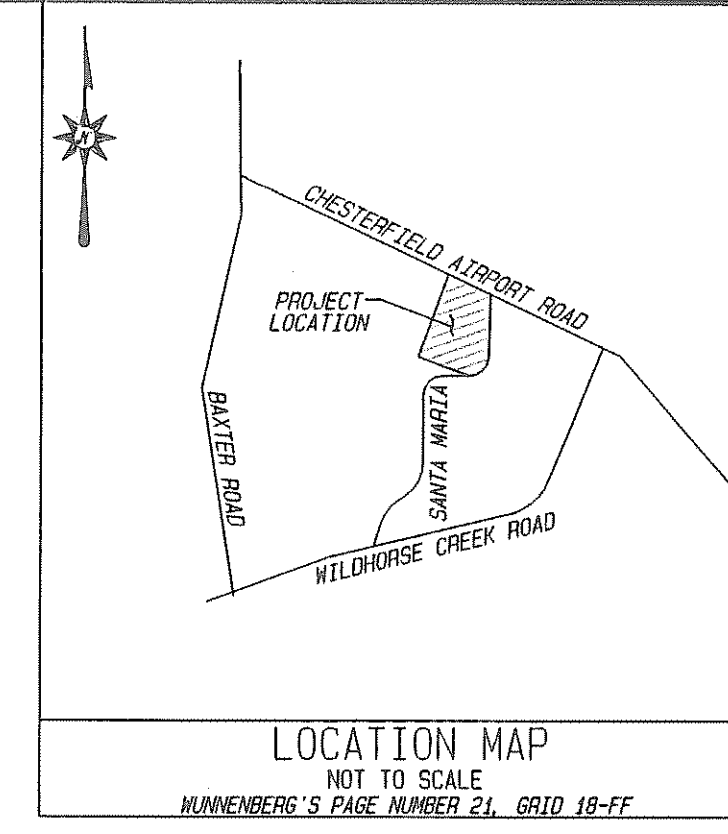 N
CHESTERFIELD AIRPORT ROAD
PROJECT
LOCATION
BAXTER ROAD
SANTA MARIA
WILDHORSE CREEK ROAD
LOCATION MAP
NOT TO SCALE
WUNNENBERG'S PAGE NUMBER 21, GRID 18-FF